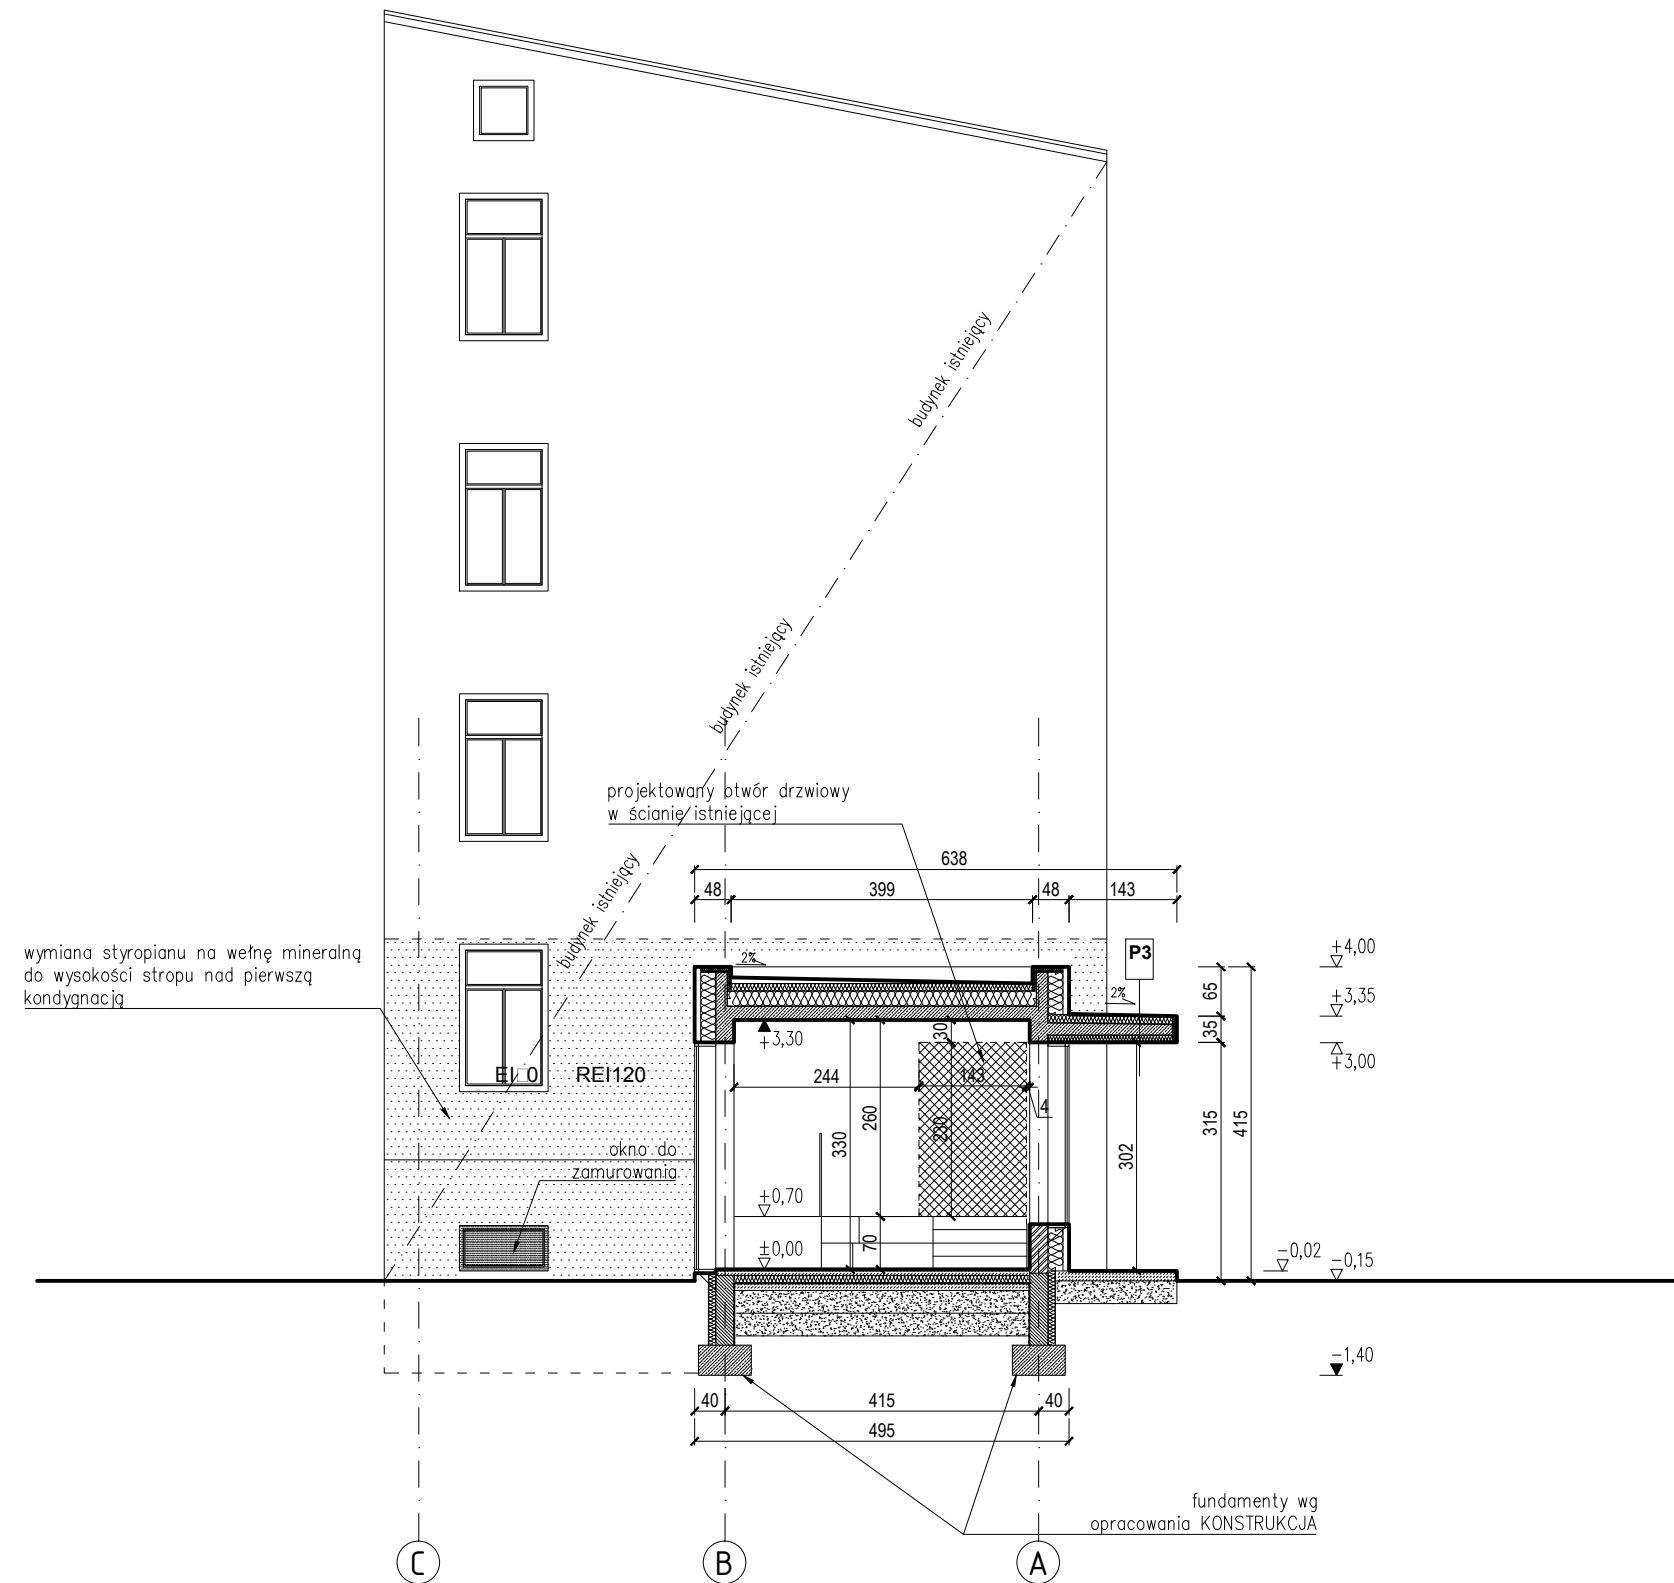 budynek istniejący
budynek istniejący
projektowany otwór drzwiowy
w ścianie istniejącej
budynek istniejący
638
48
399
48
143
wymiana styropianu na wełnę mineralną
do wysokości stropu nad pierwszą
kondygnacją
P3
2%
2%
+4,00
+3,35
+3,00
65
35
315
415
+3,30
30
REI120
244
143
4
260
330
230
302
okno do
zamurowania
+0,70
±0,00
70
-0,02
-0,15
-1,40
40
415
40
495
fundamenty wg
opracowania KONSTRUKCJA
C
B
A